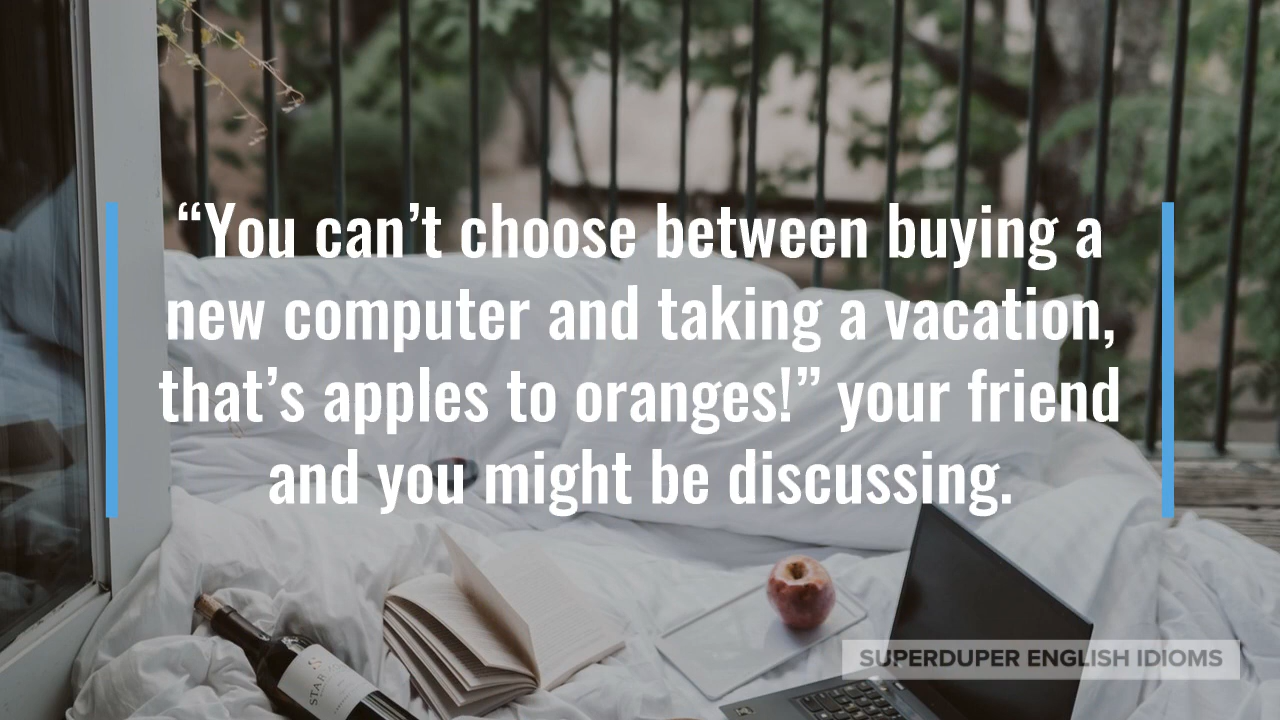 “You can’t choose between buying a
new computer and taking a vacation,
that’s apples to oranges!” your friend
and you might be discussing.
SUPERDUPER ENGLISH IDIOMS